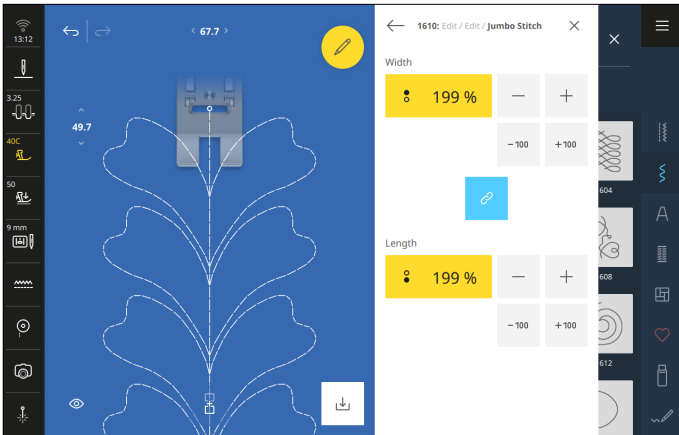 13:12
3.25
40C
50
9 mm
67.7
49.7
1610: Edit / Edit / Jumbo Stitch
Width
199 %
- 100
+ 100
Length
199 %
- 100
+ 100
604
608
612